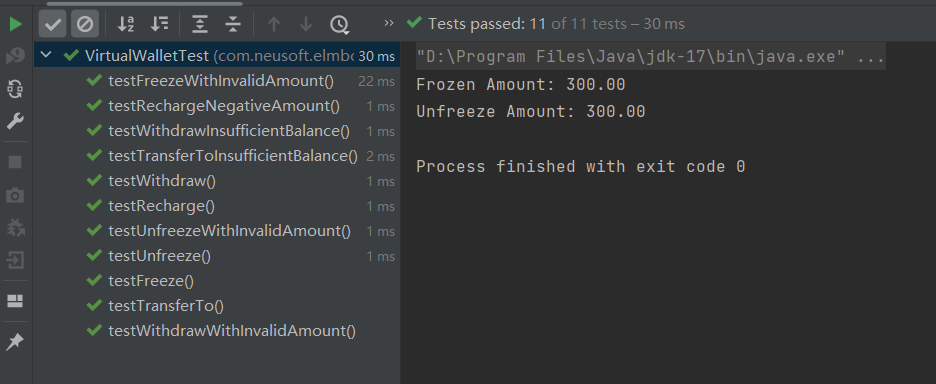 Tests passed: 11 of 11 tests – 30 ms
VirtualWalletTest (com.neusoft.elmbo 30 ms
testFreezeWithInvalidAmount() 22 ms
testRechargeNegativeAmount() 1 ms
testWithdrawInsufficientBalance() 1 ms
testTransferToInsufficientBalance() 2 ms
testWithdraw() 1 ms
testRecharge() 1 ms
testUnfreezeWithInvalidAmount() 1 ms
testUnfreeze() 1 ms
testFreeze()
testTransferTo()
testWithdrawWithInvalidAmount()
"D:\Program Files\Java\jdk-17\bin\java.exe" ...
Frozen Amount: 300.00
Unfreeze Amount: 300.00
Process finished with exit code 0